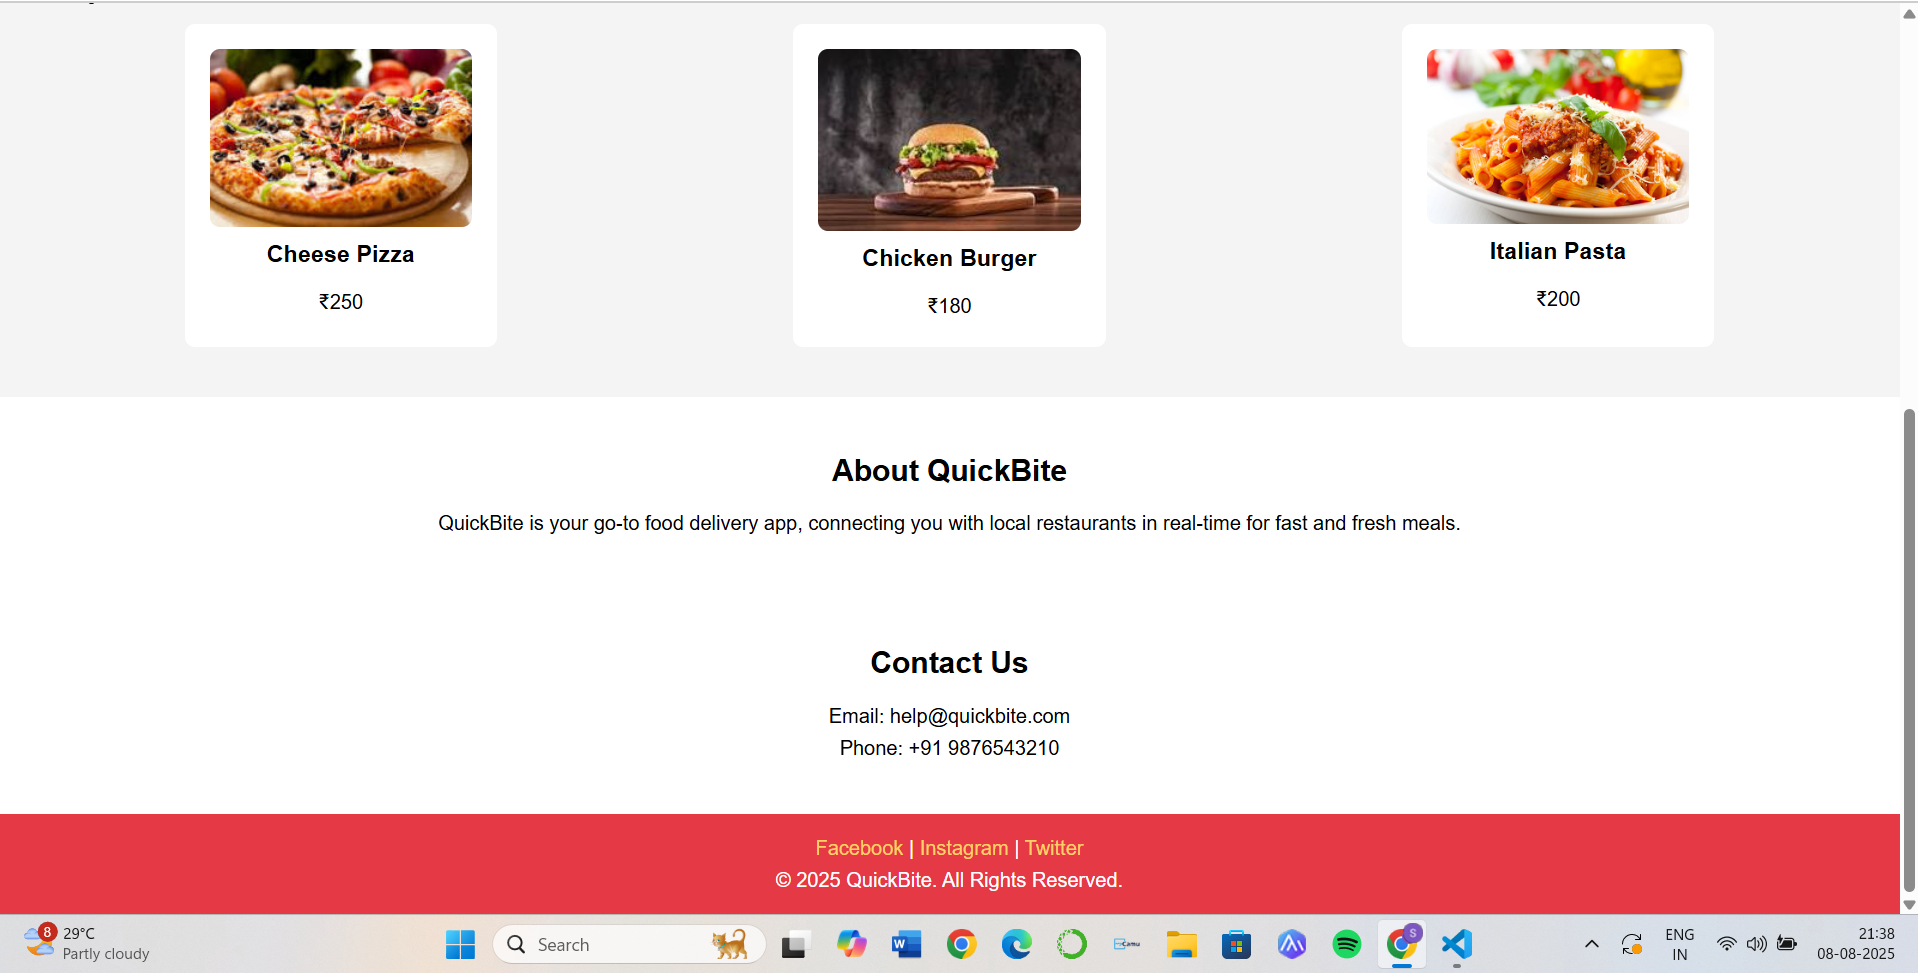 Cheese Pizza
₹250
Chicken Burger
₹180
Italian Pasta
₹200
About QuickBite
QuickBite is your go-to food delivery app, connecting you with local restaurants in real-time for fast and fresh meals.
Contact Us
Email: help@quickbite.com
Phone: +91 9876543210
Facebook | Instagram | Twitter
© 2025 QuickBite. All Rights Reserved.
8
29°C
Partly cloudy
Search
W
Camu
S
ENG
IN
21:38
08-08-2025